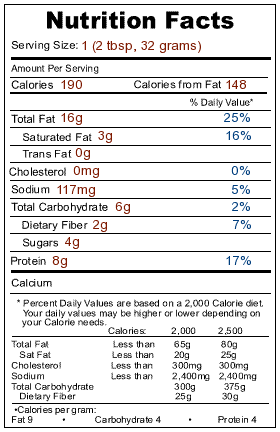 Nutrition Facts
Serving Size: 1 (2 tbsp, 32 grams)
Amount Per Serving
Calories 190 Calories from Fat 148
% Daily Value*
Total Fat 16g 25%
Saturated Fat 3g 16%
Trans Fat 0g
Cholesterol 0mg 0%
Sodium 117mg 5%
Total Carbohydrate 6g 2%
Dietary Fiber 2g 7%
Sugars 4g
Protein 8g 17%
Calcium
* Percent Daily Values are based on a 2,000 Calorie diet.
Your daily values may be higher or lower depending on
your Calorie needs.
Calories: 2,000 2,500
Total Fat Less than 65g 80g
Sat Fat Less than 20g 25g
Cholesterol Less than 300mg 300mg
Sodium Less than 2,400mg 2,400mg
Total Carbohydrate 300g 375g
Dietary Fiber 25g 30g
•Calories per gram:
Fat 9 • Carbohydrate 4 • Protein 4